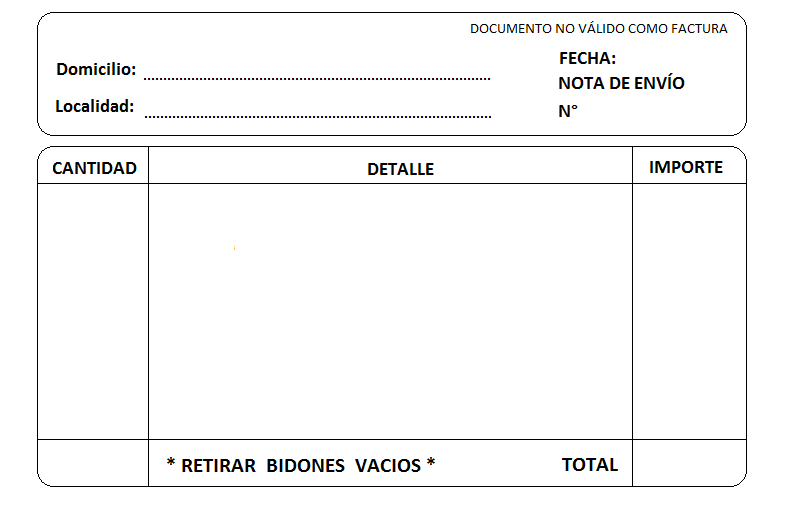 DOCUMENTO NO VÁLIDO COMO FACTURA
FECHA:
Domicilio:
NOTA DE ENVÍO
Localidad:
N°
CANTIDAD DETALLE IMPORTE
* RETIRAR BIDONES VACIOS * TOTAL